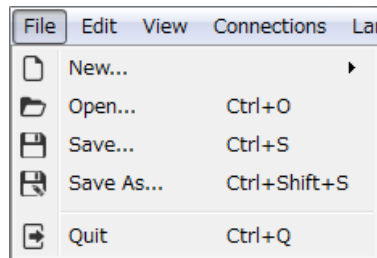 File Edit View Connections
New...
Open... Ctrl+O
Save... Ctrl+S
Save As... Ctrl+Shift+S
Quit Ctrl+Q